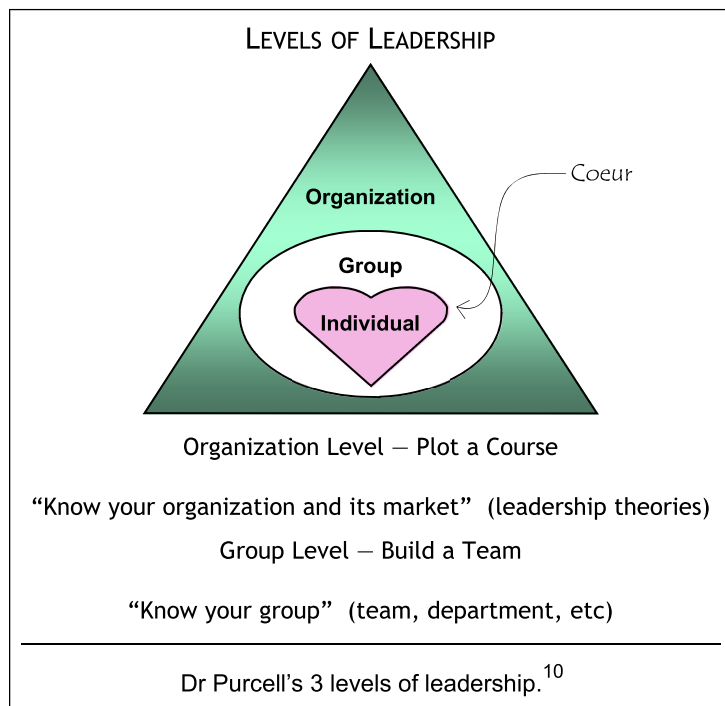 LEVELS OF LEADERSHIP
Organization
Coeur
Group
Individual
Organization Level — Plot a Course
“Know your organization and its market” (leadership theories)
Group Level — Build a Team
“Know your group” (team, department, etc)
Dr Purcell’s 3 levels of leadership.10